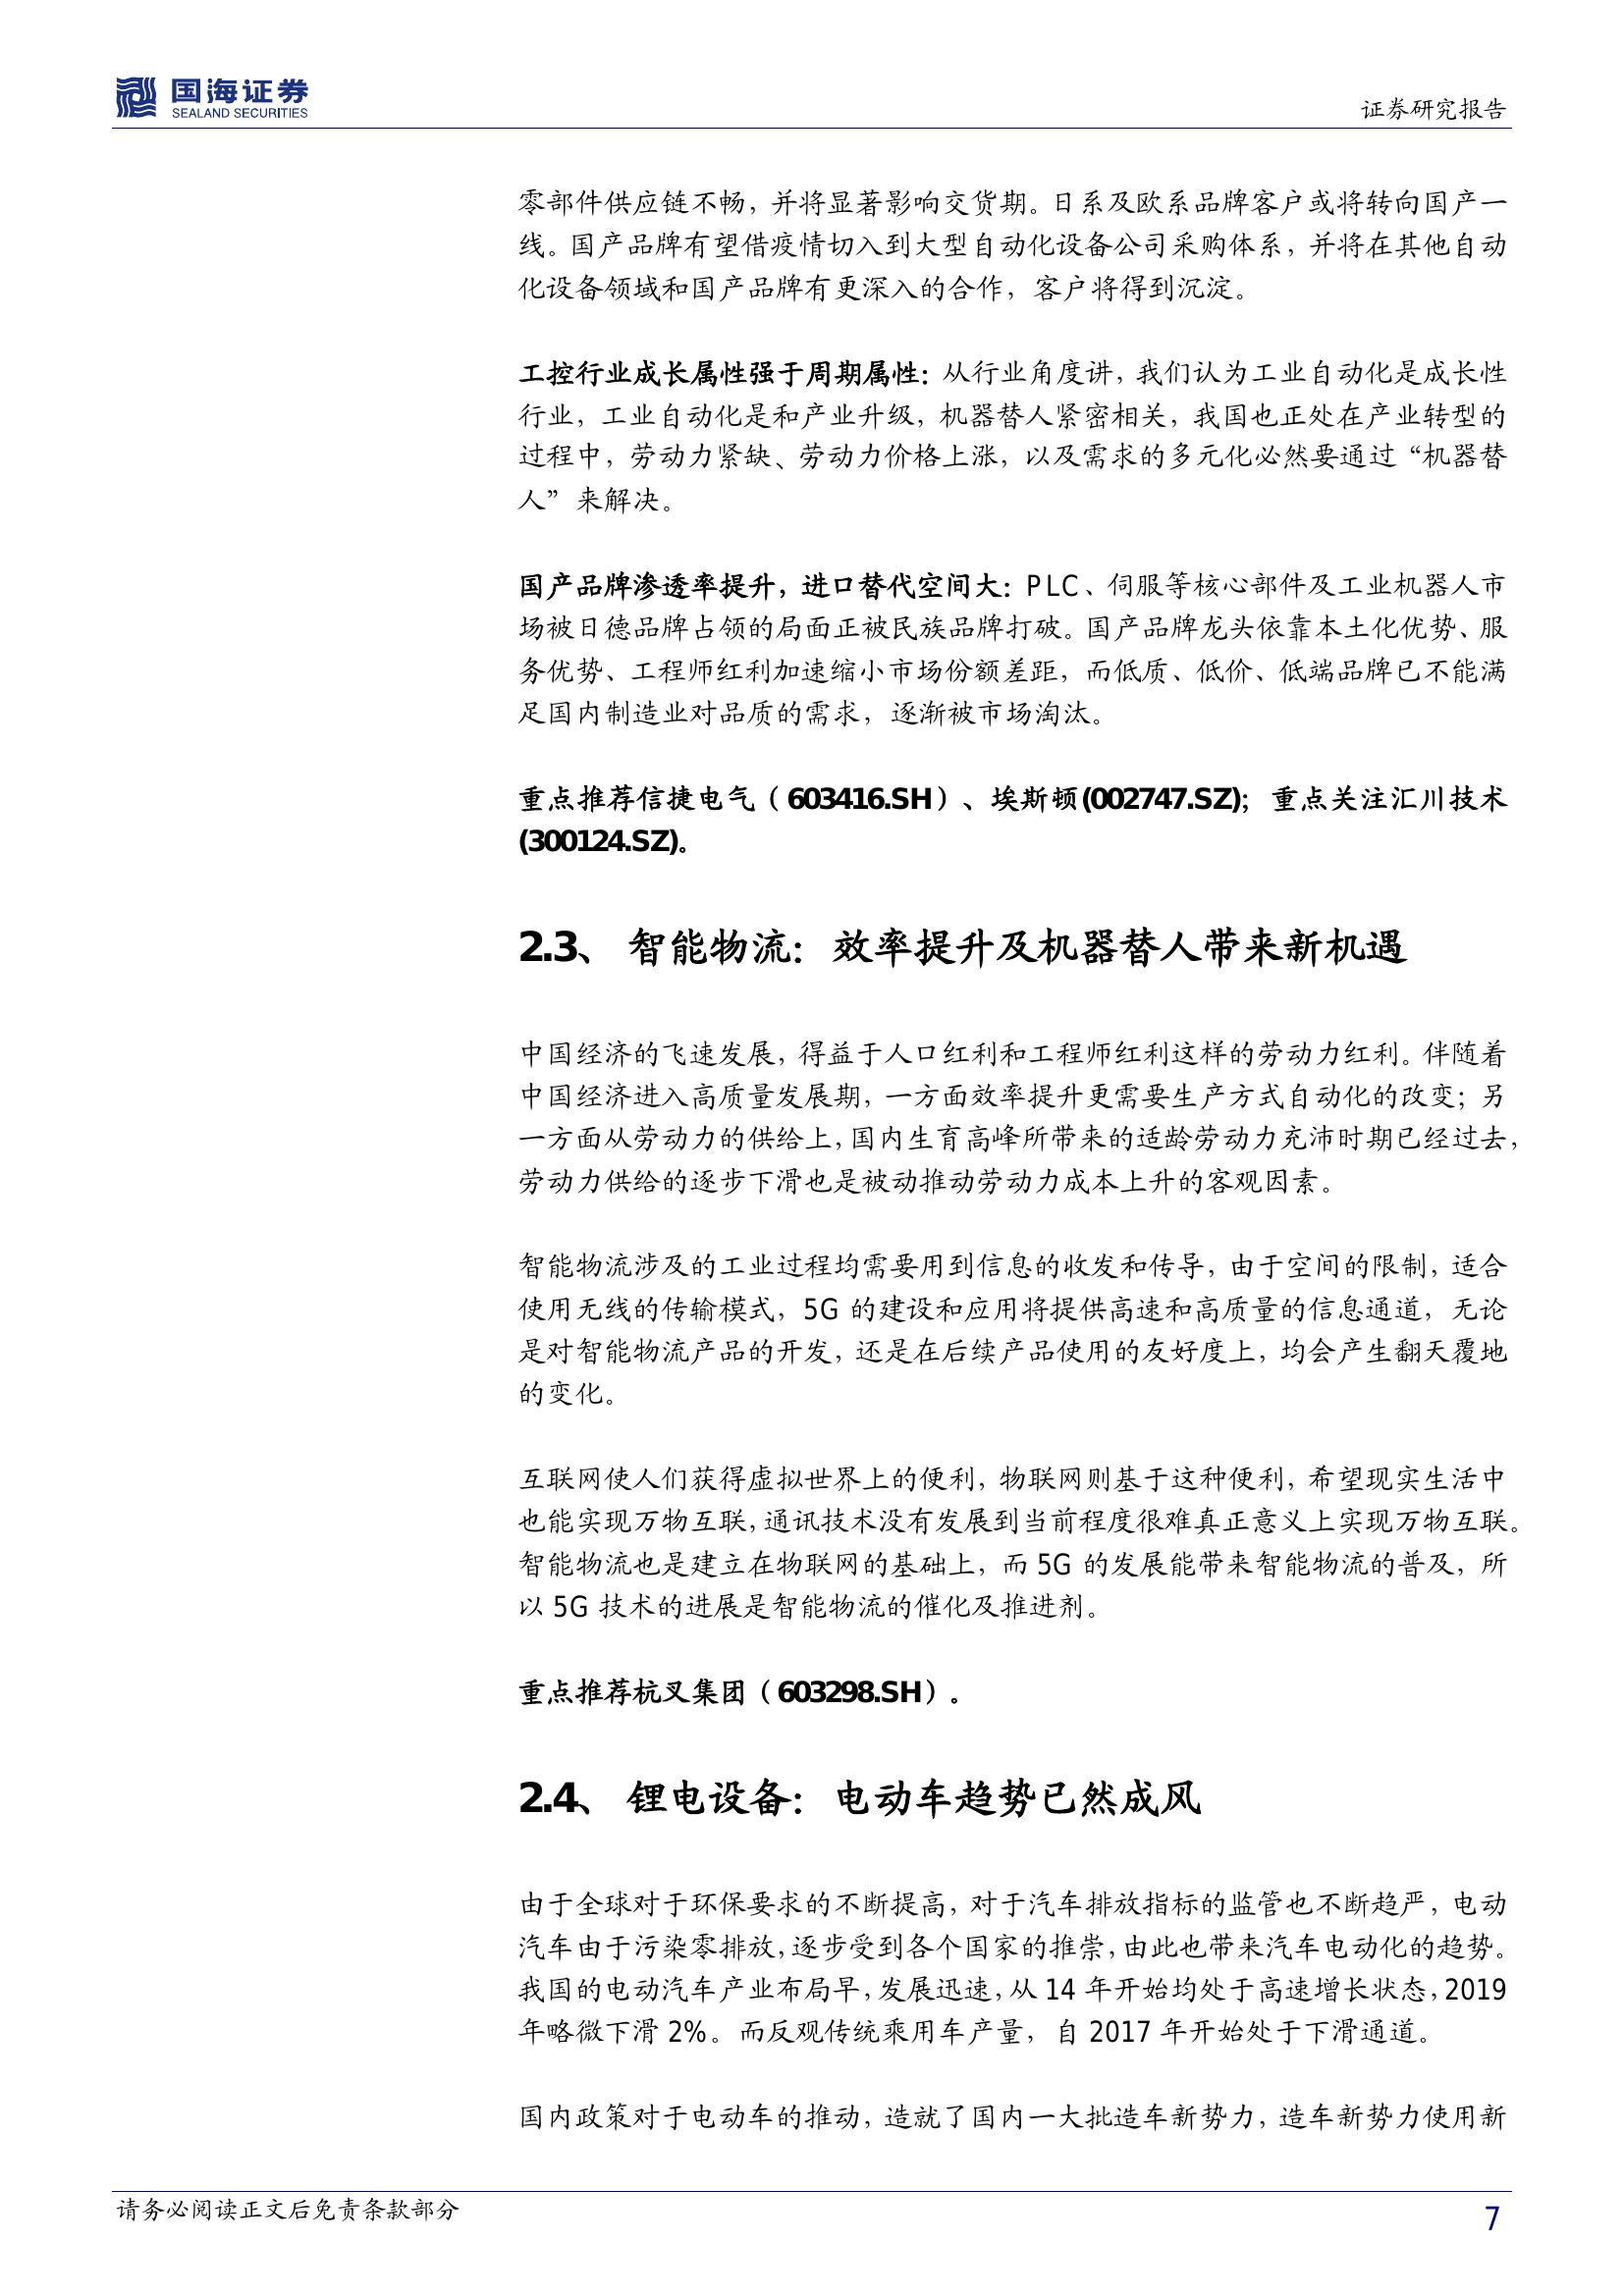 国海证券
SEALAND SECURITIES
证券研究报告
零部件供应链不畅，并将显著影响交货期。日系及欧系品牌客户或将转向国产一
线。国产品牌有望借疫情切入到大型自动化设备公司采购体系，并将在其他自动
化设备领域和国产品牌有更深入的合作，客户将得到沉淀。
工控行业成长属性强于周期属性：从行业角度讲，我们认为工业自动化是成长性
行业，工业自动化是和产业升级，机器替人紧密相关，我国也正处在产业转型的
过程中，劳动力紧缺、劳动力价格上涨，以及需求的多元化必然要通过“机器替
人”来解决。
国产品牌渗透率提升，进口替代空间大：PLC、伺服等核心部件及工业机器人市
场被日德品牌占领的局面正被民族品牌打破。国产品牌龙头依靠本土化优势、服
务优势、工程师红利加速缩小市场份额差距，而低质、低价、低端品牌已不能满
足国内制造业对品质的需求，逐渐被市场淘汰。
重点推荐信捷电气（603416.SH）、埃斯顿(002747.SZ)；重点关注汇川技术
(300124.SZ)。
2.3、 智能物流：效率提升及机器替人带来新机遇
中国经济的飞速发展，得益于人口红利和工程师红利这样的劳动力红利。伴随着
中国经济进入高质量发展期，一方面效率提升更需要生产方式自动化的改变；另
一方面从劳动力的供给上，国内生育高峰所带来的适龄劳动力充沛时期已经过去，
劳动力供给的逐步下滑也是被动推动劳动力成本上升的客观因素。
智能物流涉及的工业过程均需要用到信息的收发和传导，由于空间的限制，适合
使用无线的传输模式，5G 的建设和应用将提供高速和高质量的信息通道，无论
是对智能物流产品的开发，还是在后续产品使用的友好度上，均会产生翻天覆地
的变化。
互联网使人们获得虚拟世界上的便利，物联网则基于这种便利，希望现实生活中
也能实现万物互联，通讯技术没有发展到当前程度很难真正意义上实现万物互联。
智能物流也是建立在物联网的基础上，而 5G 的发展能带来智能物流的普及，所
以 5G 技术的进展是智能物流的催化及推进剂。
重点推荐杭叉集团（603298.SH）。
2.4、 锂电设备：电动车趋势已然成风
由于全球对于环保要求的不断提高，对于汽车排放指标的监管也不断趋严，电动
汽车由于污染零排放，逐步受到各个国家的推崇，由此也带来汽车电动化的趋势。
我国的电动汽车产业布局早，发展迅速，从 14 年开始均处于高速增长状态，2019
年略微下滑 2%。而反观传统乘用车产量，自 2017 年开始处于下滑通道。
国内政策对于电动车的推动，造就了国内一大批造车新势力，造车新势力使用新
请务必阅读正文后免责条款部分
7